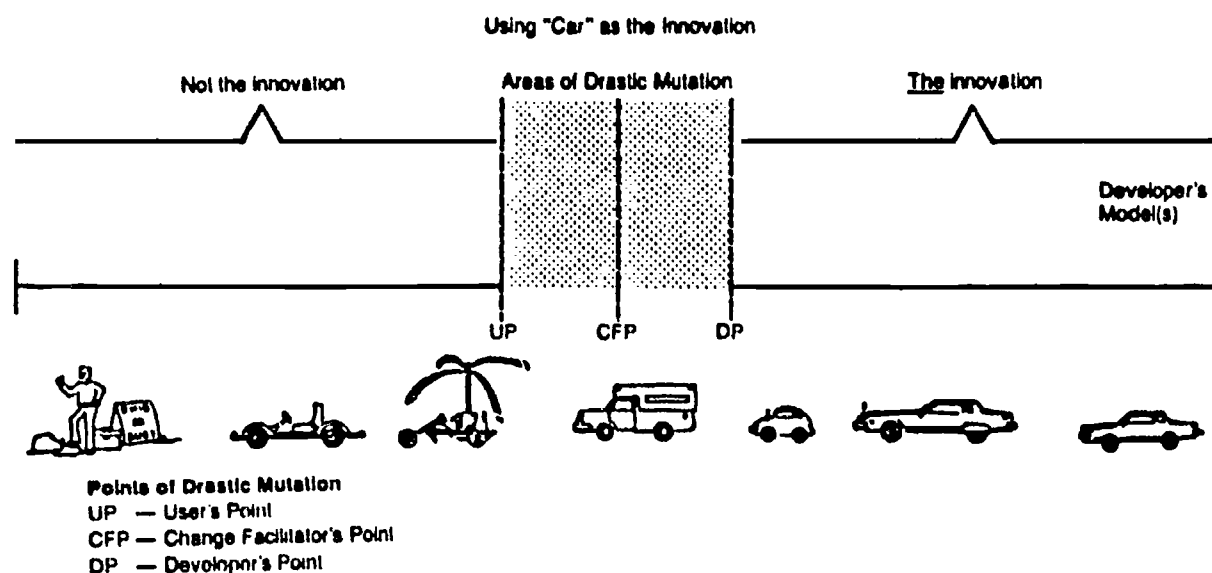 Using "Car" as the Innovation
Not the innovation
Areas of Drastic Mutation
The innovation
Developer's
Model(s)
UP
CFP
DP
Points of Drastic Mutation
UP — User's Point
CFP — Change Facilitator's Point
DP — Developer's Point